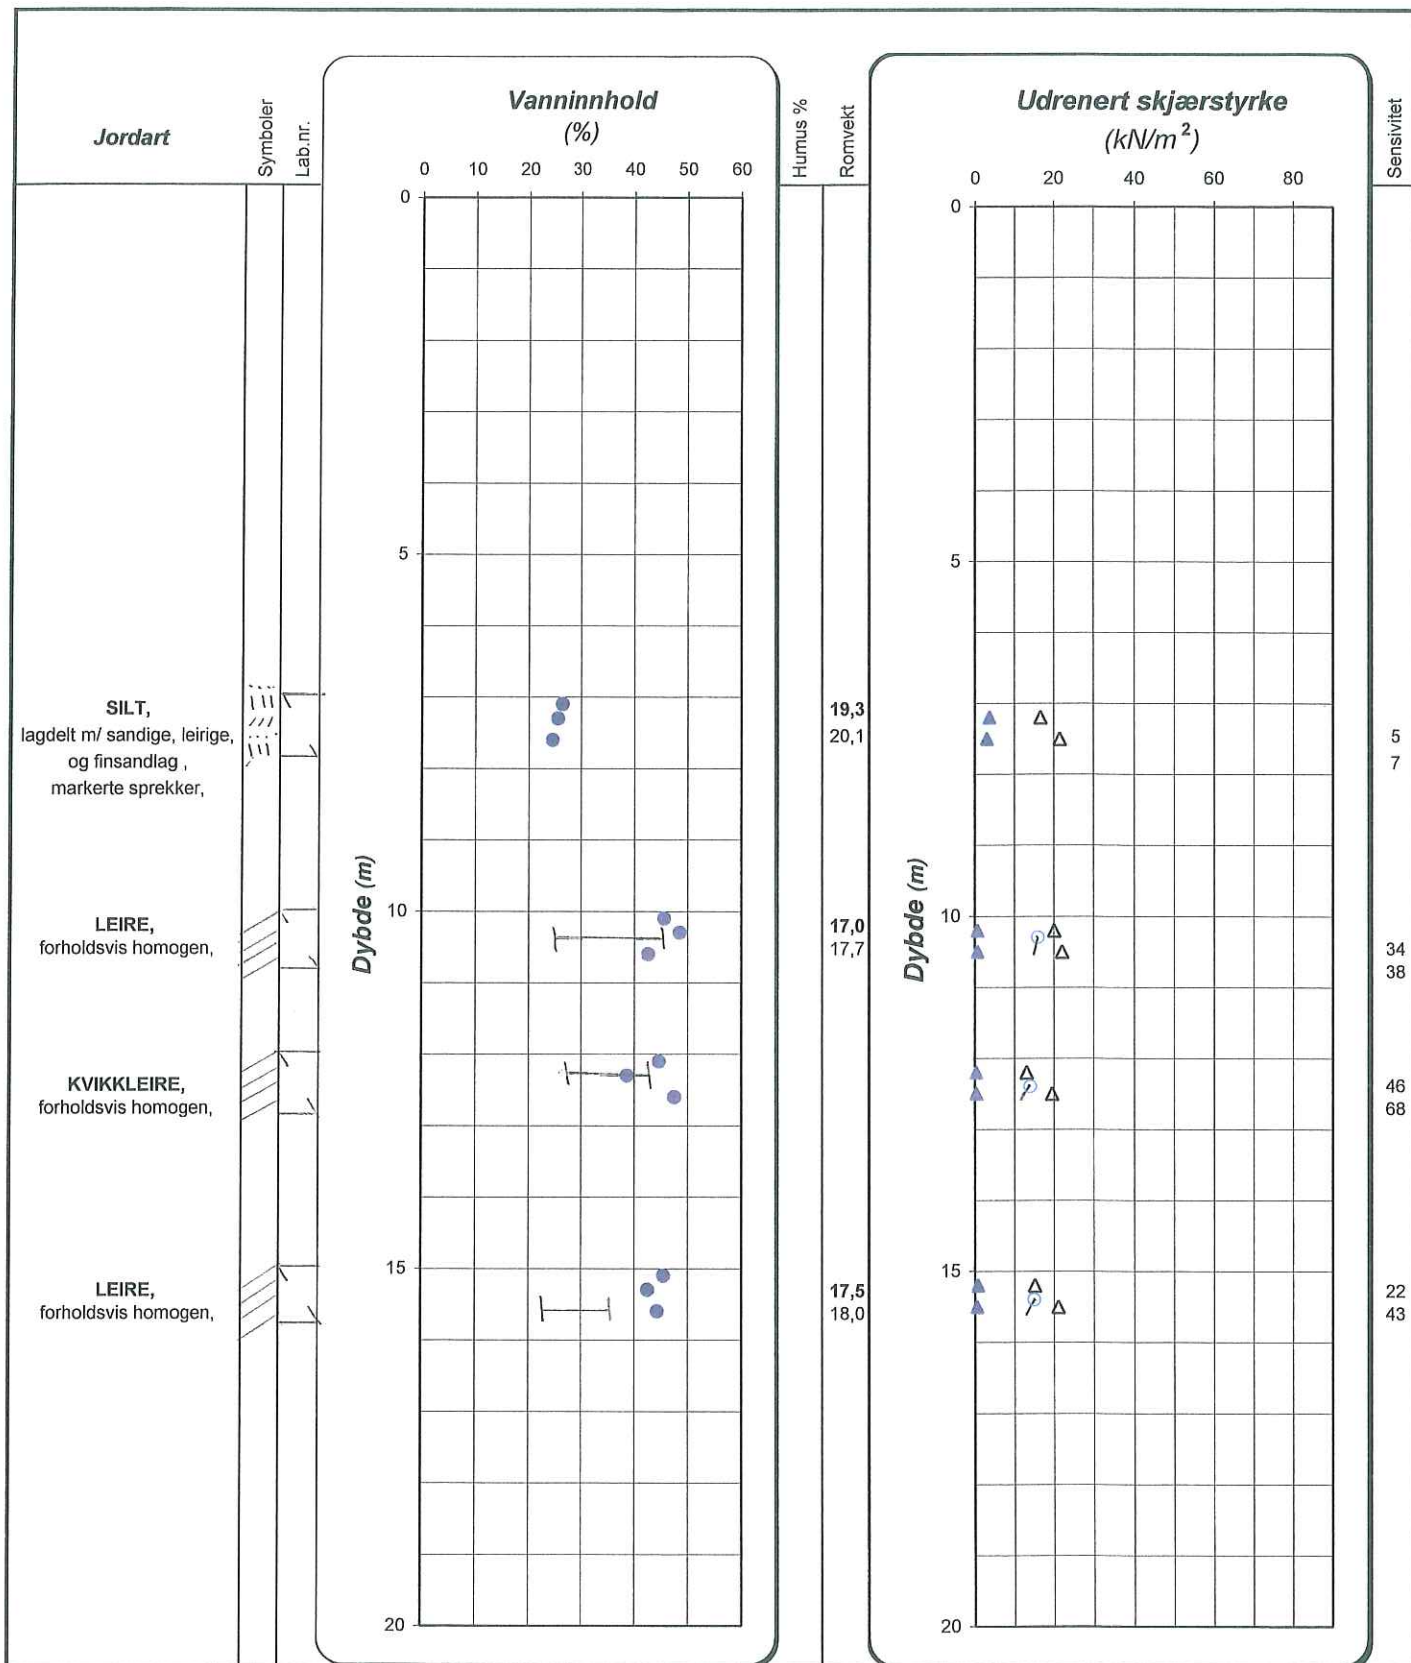 Jordart
Symboler
Lab.nr.
Vanninnhold
(%)
0 10 20 30 40 50 60
Humus %
Romvekt
Udrenert skjærstyrke
(kN/m²)
0 20 40 60 80
Sensivitet
0
5
10
15
20
Dybde (m)
0
5
10
15
20
Dybde (m)
SILT,
lagdelt m/ sandige, leirige,
og finsandlag ,
markerte sprekker,
19,3
20,1
5
7
LEIRE,
forholdsvis homogen,
17,0
17,7
34
38
KVIKKLEIRE,
forholdsvis homogen,
46
68
LEIRE,
forholdsvis homogen,
17,5
18,0
22
43